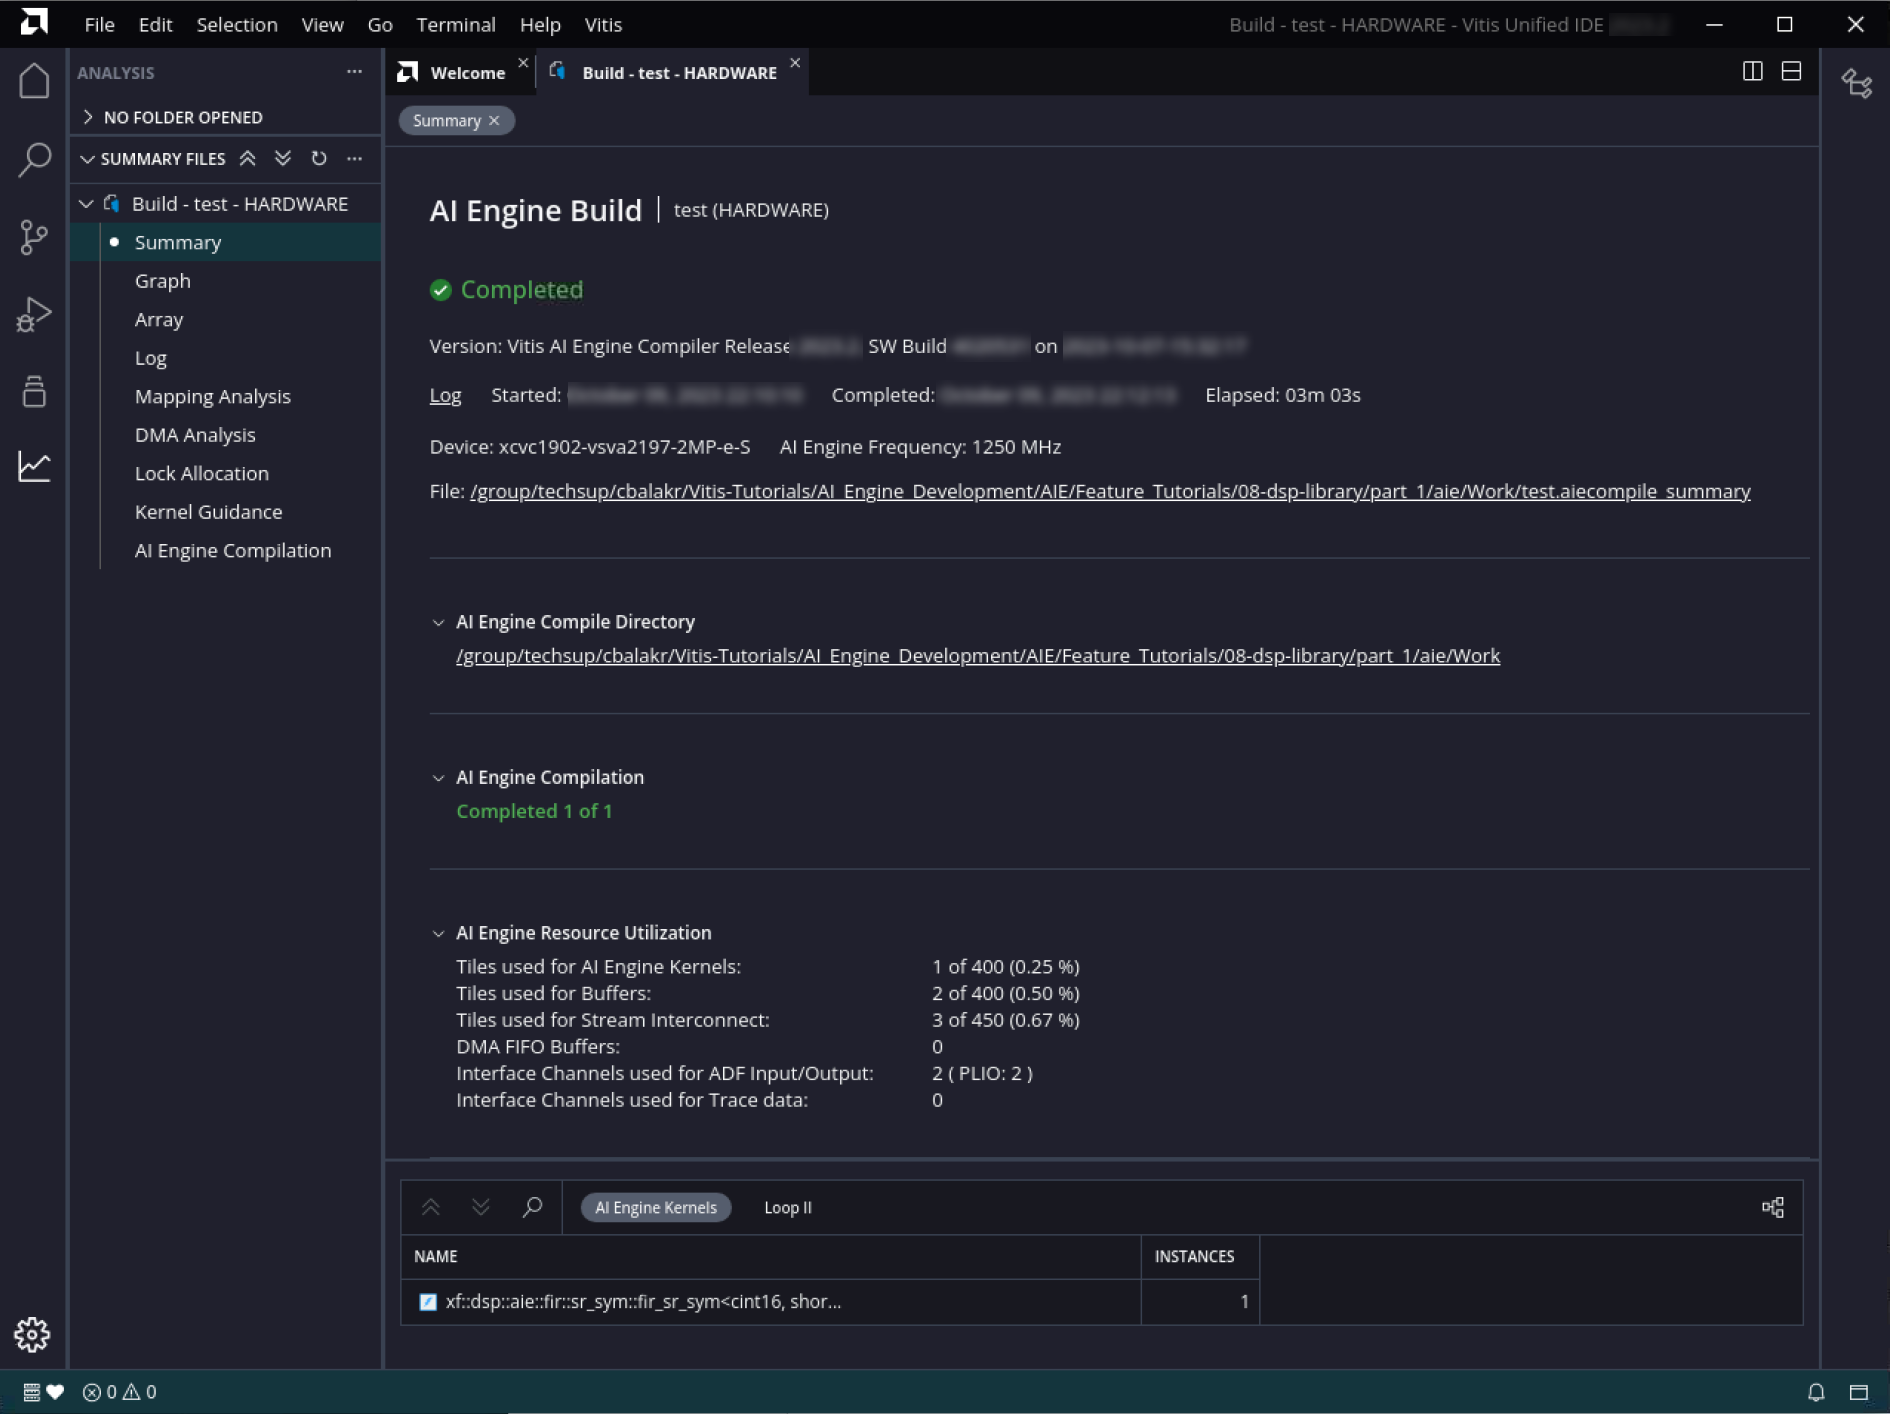 File Edit Selection View Go Terminal Help Vitis
Build - test - HARDWARE - Vitis Unified IDE
ANALYSIS
NO FOLDER OPENED
SUMMARY FILES
Build - test - HARDWARE
Summary
Graph
Array
Log
Mapping Analysis
DMA Analysis
Lock Allocation
Kernel Guidance
AI Engine Compilation
Welcome
Build - test - HARDWARE
Summary
AI Engine Build | test (HARDWARE)
Completed
Version: Vitis AI Engine Compiler Release SW Build on
Log Started: Completed: Elapsed: 03m 03s
Device: xcvc1902-vsva2197-2MP-e-S AI Engine Frequency: 1250 MHz
File: /group/techsup/cbalakr/Vitis-Tutorials/AI_Engine_Development/AIE/Feature_Tutorials/08-dsp-library/part_1/aie/Work/test.aiecompile_summary
AI Engine Compile Directory
/group/techsup/cbalakr/Vitis-Tutorials/AI_Engine_Development/AIE/Feature_Tutorials/08-dsp-library/part_1/aie/Work
AI Engine Compilation
Completed 1 of 1
AI Engine Resource Utilization
Tiles used for AI Engine Kernels: 1 of 400 (0.25 %)
Tiles used for Buffers: 2 of 400 (0.50 %)
Tiles used for Stream Interconnect: 3 of 450 (0.67 %)
DMA FIFO Buffers: 0
Interface Channels used for ADF Input/Output: 2 ( PLIO: 2 )
Interface Channels used for Trace data: 0
AI Engine Kernels Loop II
NAME INSTANCES
xf::dsp::aie::fir::sr_sym::fir_sr_sym<cint16, shor... 1
0 0